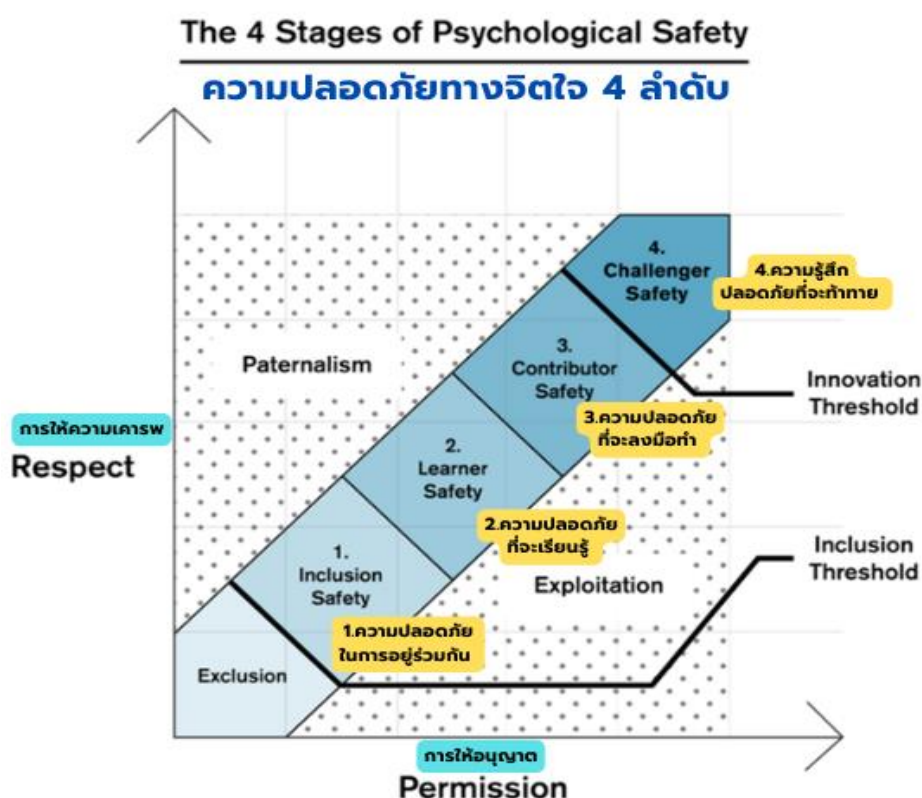 The 4 Stages of Psychological Safety
ความปลอดภัยทางจิตใจ 4 ลำดับ
4.
Challenger
Safety
4.ความรู้สึก
ปลอดภัยที่จะท้าทาย
3.
Contributor
Safety
Paternalism
Innovation
Threshold
3.ความปลอดภัย
ที่จะลงมือทำ
การให้ความเคารพ
Respect
2.
Learner
Safety
2.ความปลอดภัย
ที่จะเรียนรู้
Inclusion
Threshold
1.
Inclusion
Safety
Exploitation
1.ความปลอดภัย
ในการอยู่ร่วมกัน
Exclusion
การให้อนุญาต
Permission